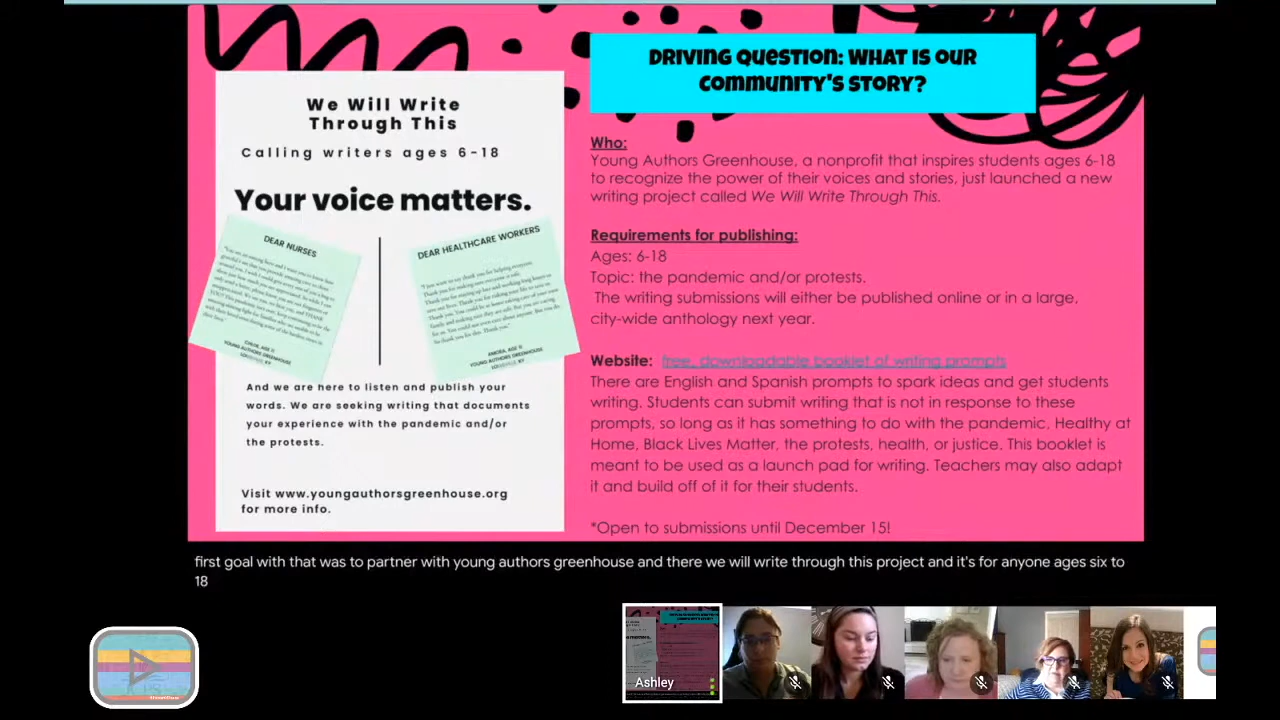 We Will Write
Through This
Calling writers ages 6-18
Your voice matters.
DEAR NURSES
DEAR HEALTHCARE WORKERS
YOUNG AUTHORS GREENHOUSE
YOUNG AUTHORS GREENHOUSE
And we are here to listen and publish your
words. We are seeking writing that documents
your experience with the pandemic and/or
the protests.
Visit www.youngauthorsgreenhouse.org
for more info.
DRIVING QUESTION: WHAT IS OUR
COMMUNITY'S STORY?
Who:
Young Authors Greenhouse, a nonprofit that inspires students ages 6-18
to recognize the power of their voices and stories, just launched a new
writing project called We Will Write Through This.
Requirements for publishing:
Ages: 6-18
Topic: the pandemic and/or protests.
The writing submissions will either be published online or in a large,
city-wide anthology next year.
Website: free, downloadable booklet of writing prompts
There are English and Spanish prompts to spark ideas and get students
writing. Students can submit writing that is not in response to these
prompts, so long as it has something to do with the pandemic, Healthy at
Home, Black Lives Matter, the protests, health, or justice. This booklet is
meant to be used as a launch pad for writing. Teachers may also adapt
it and build off of it for their students.
*Open to submissions until December 15!
first goal with that was to partner with young authors greenhouse and there we will write through this project and it's for anyone ages six to
18
Ashley